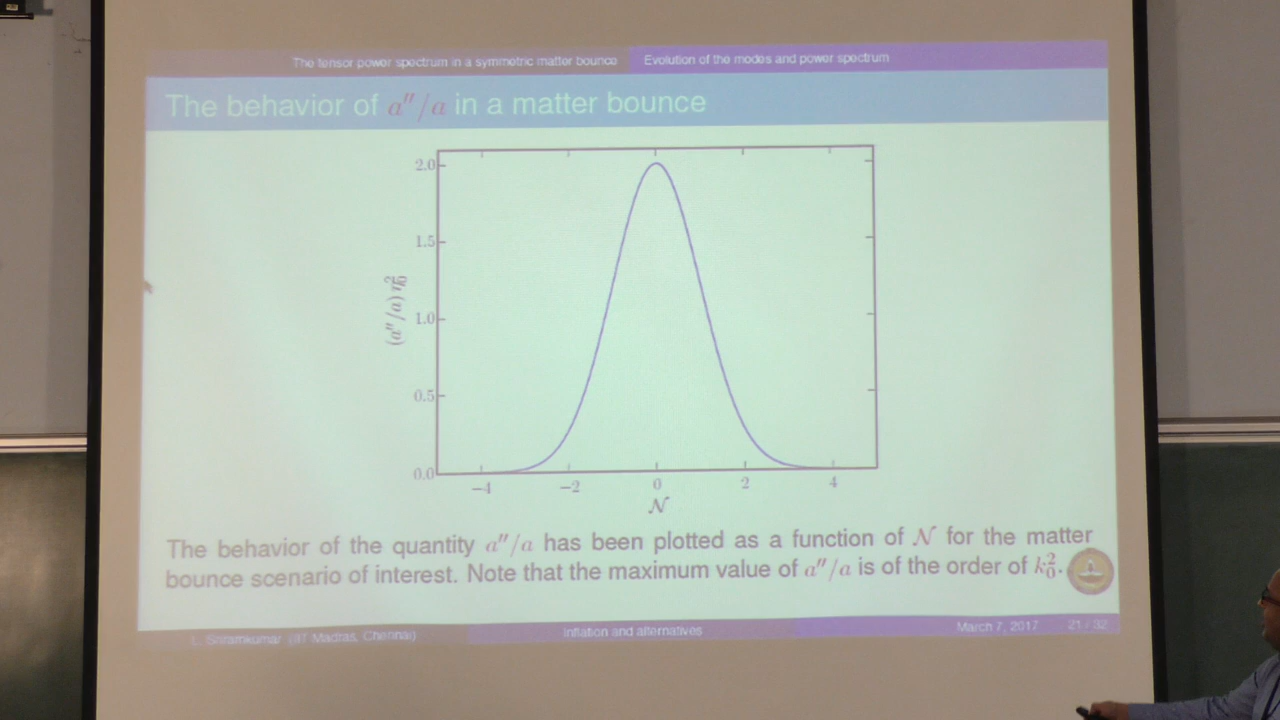 The tensor power spectrum in a symmetric matter bounce Evolution of the modes and power spectrum
The behavior of a″/a in a matter bounce
2.0
1.5
1.0
0.5
0.0
(a″/a) η₀²
−4 −2 0 2 4
N
The behavior of the quantity a″/a has been plotted as a function of N for the matter
bounce scenario of interest. Note that the maximum value of a″/a is of the order of k₀².
L. Sriramkumar (IIT Madras, Chennai) Inflation and alternatives March 7, 2017 21 / 32